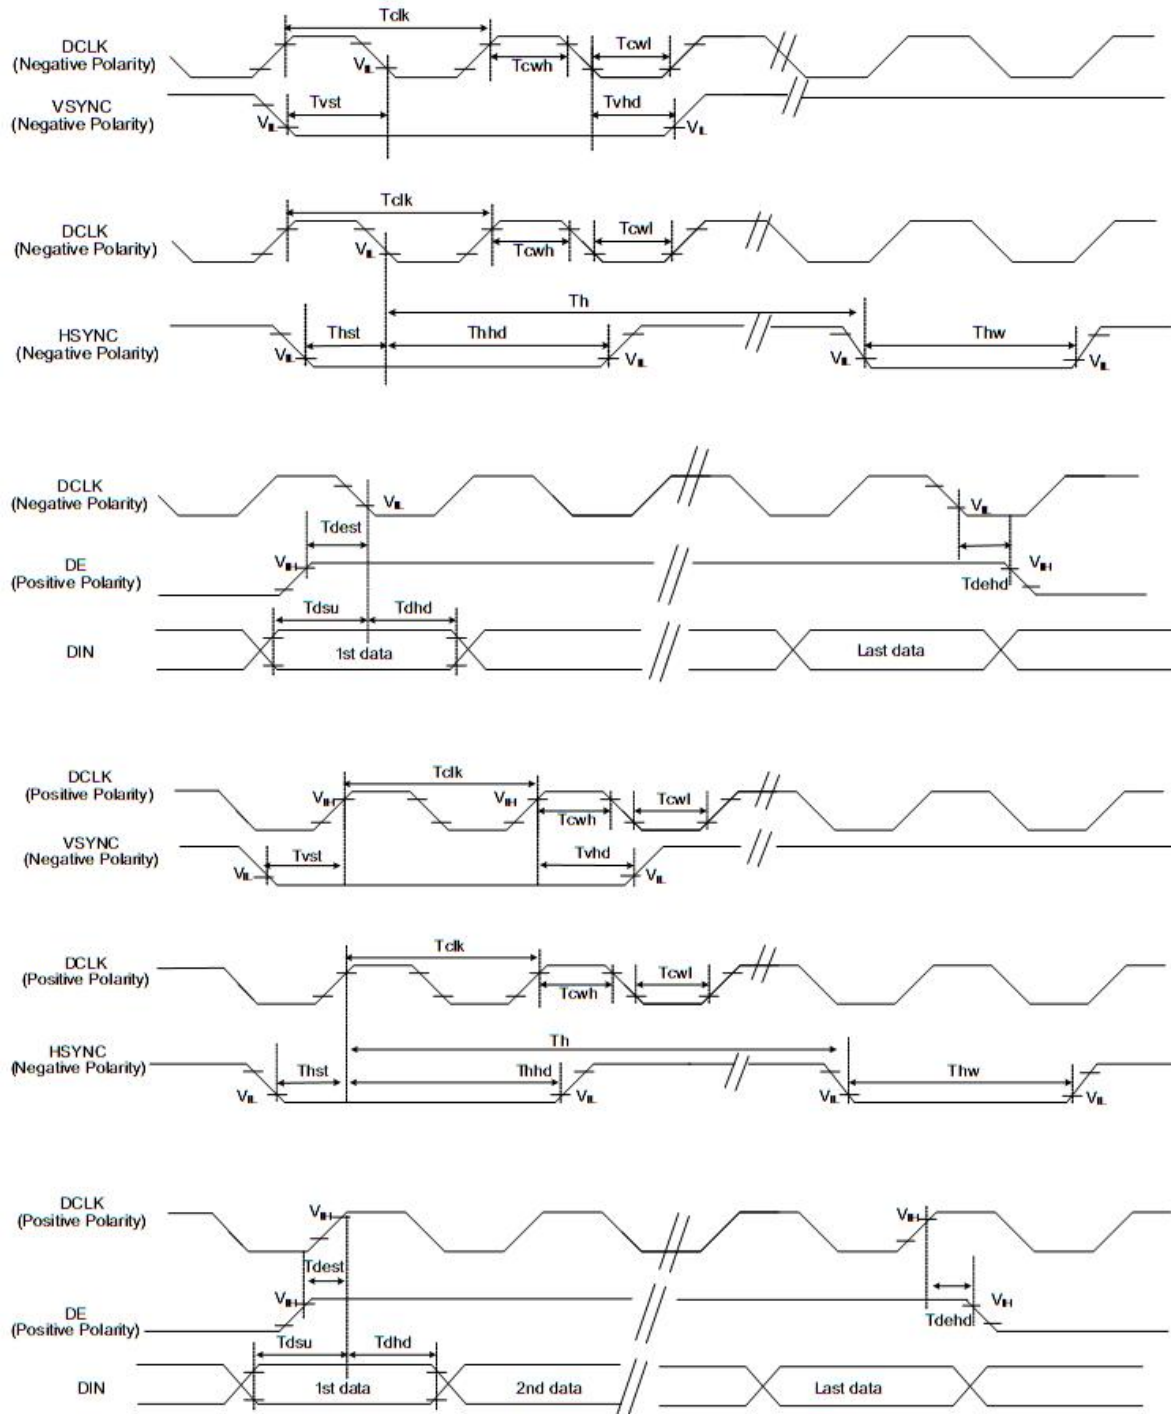 Tclk
DCLK
(Negative Polarity)
VIL
Tcwh
Tcwl
VSYNC
(Negative Polarity)
VIL
Tvst
Tvhd
VIL
Tclk
DCLK
(Negative Polarity)
VIL
Tcwh
Tcwl
Th
HSYNC
(Negative Polarity)
VIL
Thst
Thhd
VIL
VIL
Thw
VIL
DCLK
(Negative Polarity)
VIL
VIL
Tdest
DE
(Positive Polarity)
VIH
VIH
Tdehd
Tdsu
Tdhd
DIN
1st data
Last data
DCLK
(Positive Polarity)
Tclk
VIH
VIH
Tcwh
Tcwl
VSYNC
(Negative Polarity)
VIL
Tvst
Tvhd
VIL
DCLK
(Positive Polarity)
Tclk
Tcwh
Tcwl
Th
HSYNC
(Negative Polarity)
VIL
Thst
Thhd
VIL
VIL
Thw
VIL
DCLK
(Positive Polarity)
VIH
VIH
Tdest
DE
(Positive Polarity)
VIH
VIH
Tdehd
Tdsu
Tdhd
DIN
1st data
2nd data
Last data